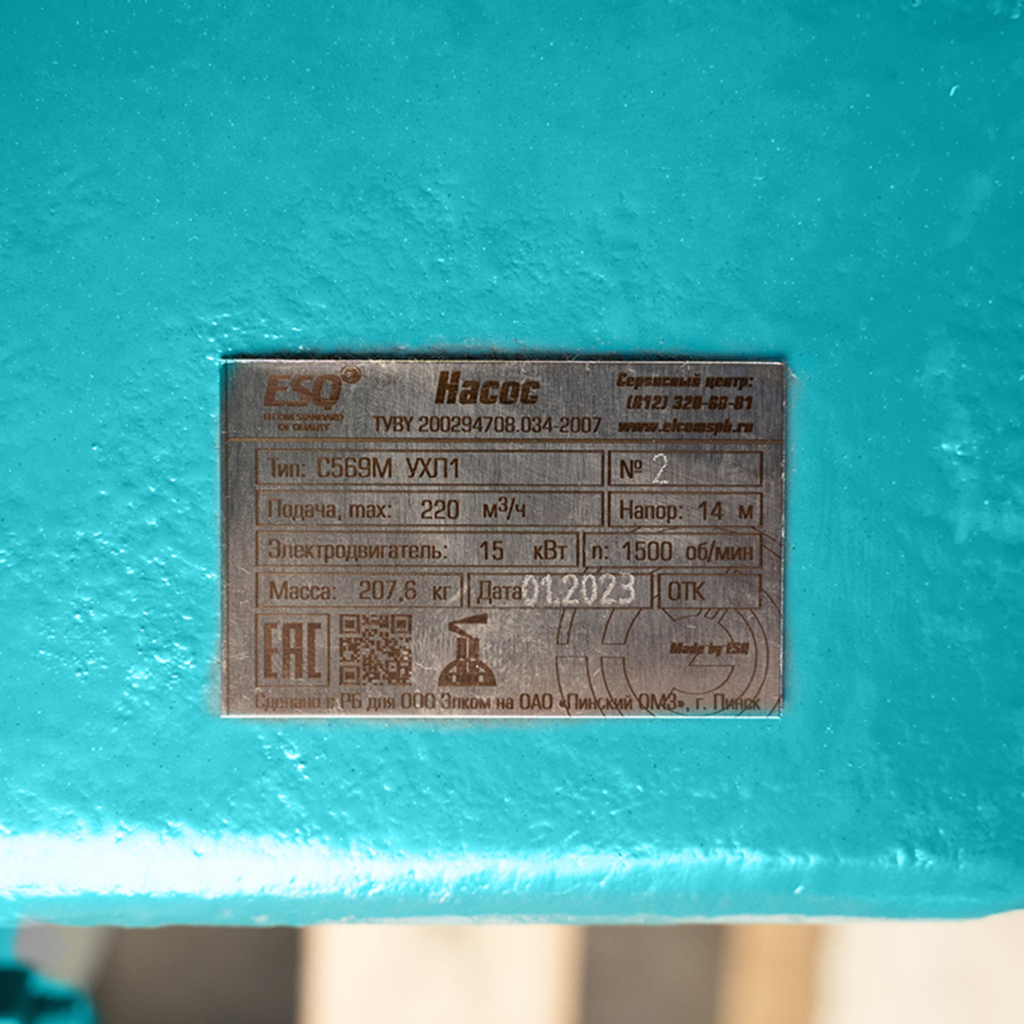 ESQ
ELCOM STANDARD
OF QUALITY
Насос
TУBY 200294708.034-2007
Сервисный центр:
(812) 320-60-81
www.elcomspb.ru
Тип: С569М УХЛ1
№ 2
Подача, max: 220 м³/ч
Напор: 14 м
Электродвигатель: 15 кВт
n: 1500 об/мин
Масса: 207,6 кг
Дата 01.2023
ОТК
EAC
Made by ESQ
Сделано в РБ для ООО Элком на ОАО «Пинский ОМЗ», г. Пинск